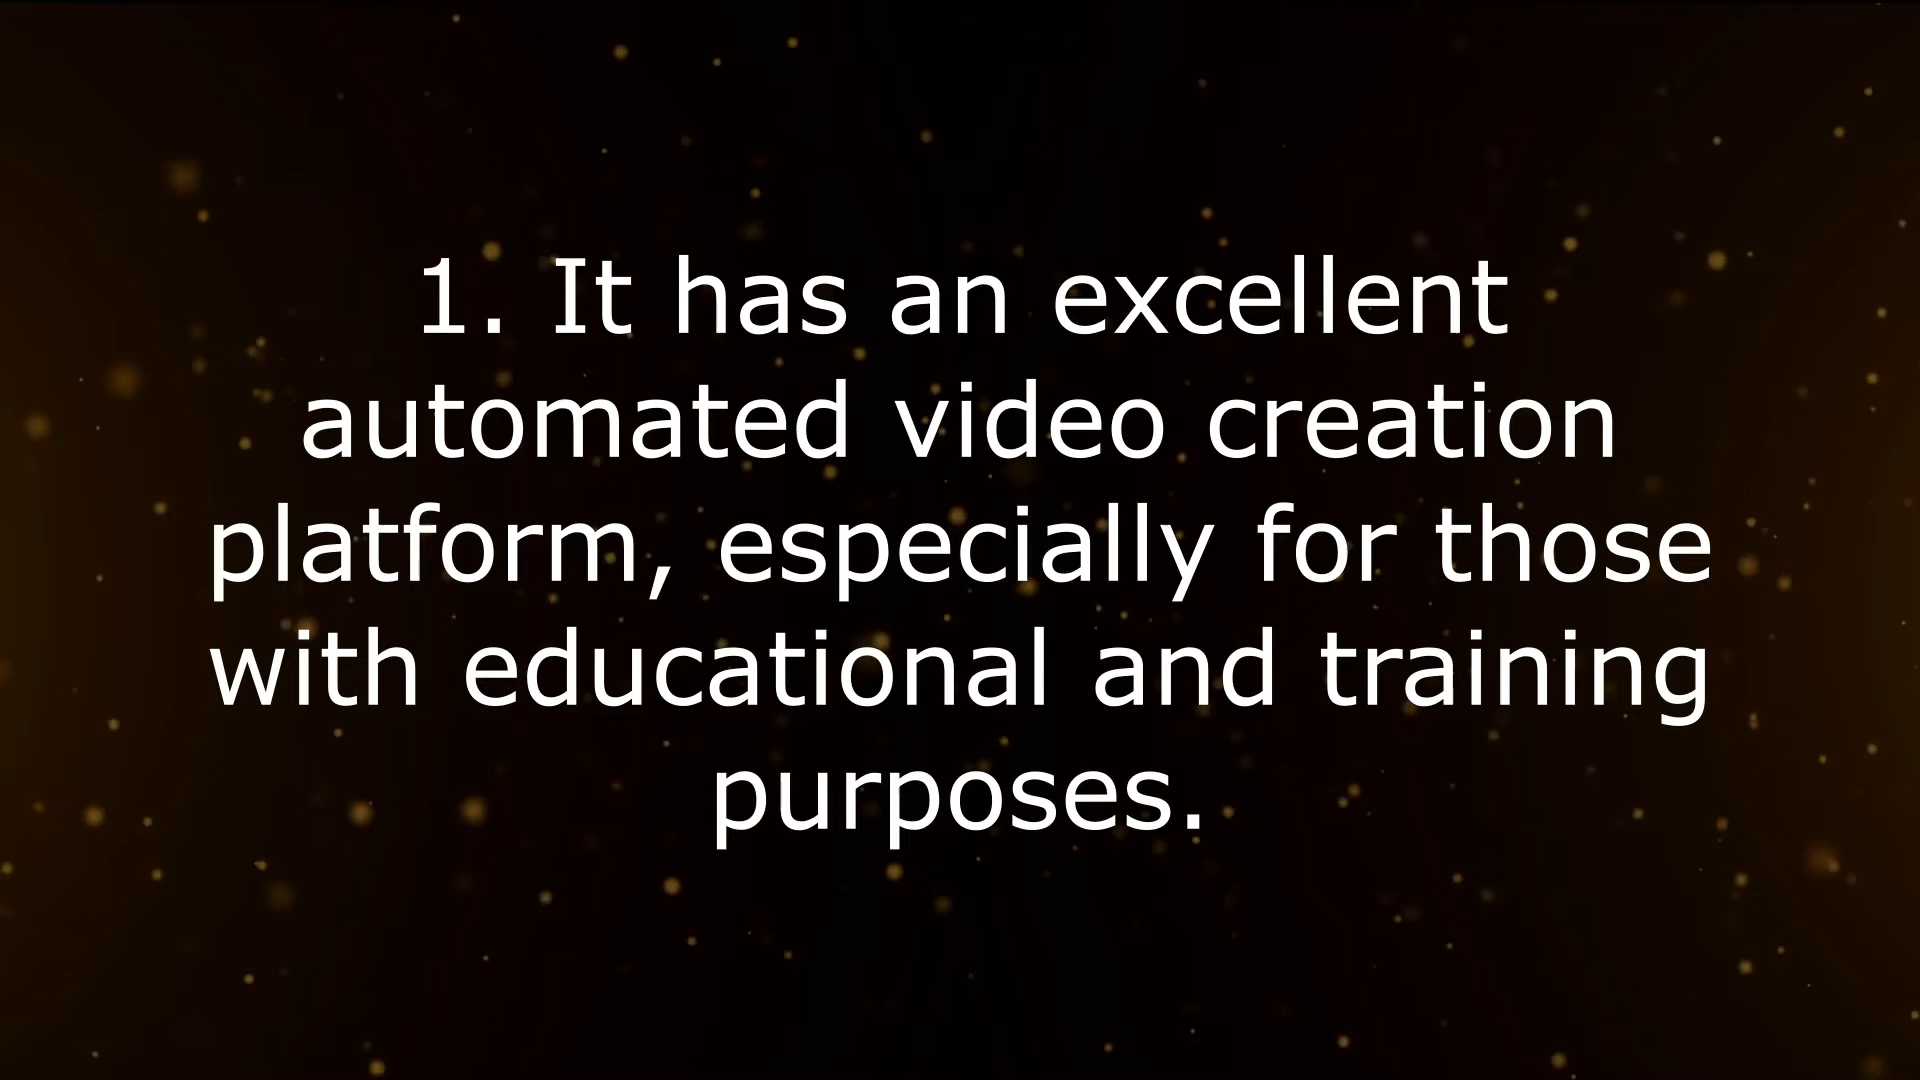 1. It has an excellent
automated video creation
platform, especially for those
with educational and training
purposes.